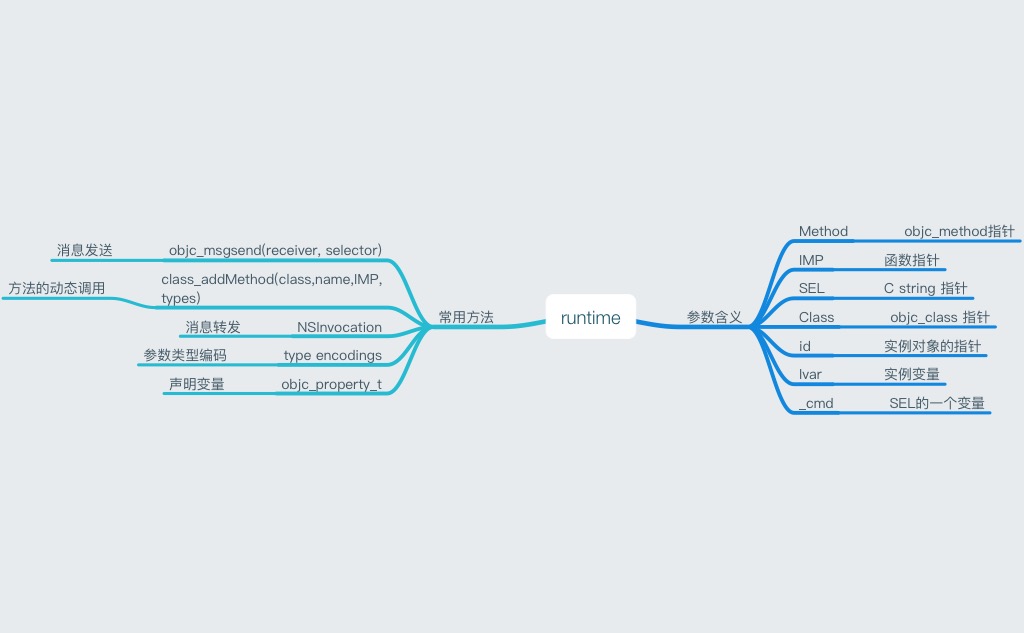 runtime
常用方法
objc_msgsend(receiver, selector)
消息发送
class_addMethod(class,name,IMP,
types)
方法的动态调用
NSInvocation
消息转发
type encodings
参数类型编码
objc_property_t
声明变量
参数含义
Method
objc_method指针
IMP
函数指针
SEL
C string 指针
Class
objc_class 指针
id
实例对象的指针
Ivar
实例变量
_cmd
SEL的一个变量